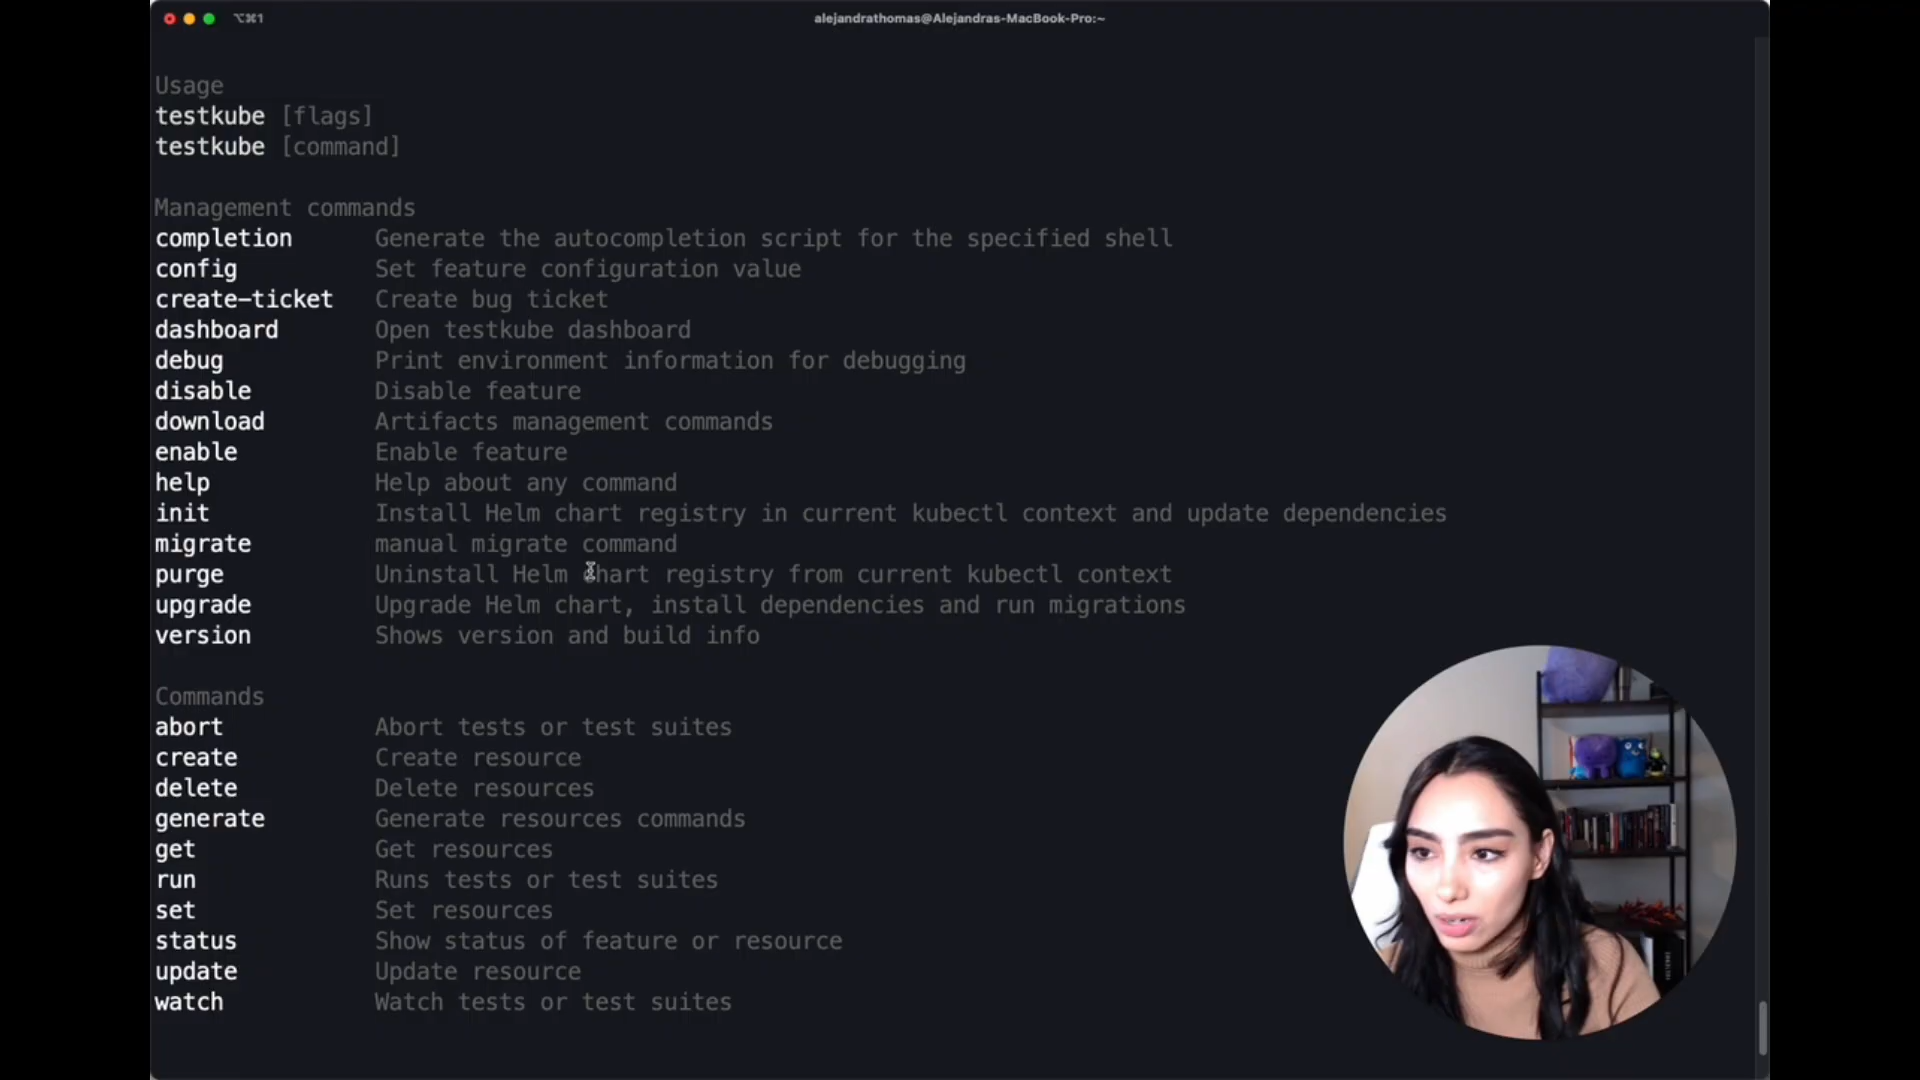 ⌥⌘1
alejandrathomas@Alejandras-MacBook-Pro:~
Usage
testkube [flags]
testkube [command]
Management commands
completion Generate the autocompletion script for the specified shell
config Set feature configuration value
create-ticket Create bug ticket
dashboard Open testkube dashboard
debug Print environment information for debugging
disable Disable feature
download Artifacts management commands
enable Enable feature
help Help about any command
init Install Helm chart registry in current kubectl context and update dependencies
migrate manual migrate command
purge Uninstall Helm chart registry from current kubectl context
upgrade Upgrade Helm chart, install dependencies and run migrations
version Shows version and build info
Commands
abort Abort tests or test suites
create Create resource
delete Delete resources
generate Generate resources commands
get Get resources
run Runs tests or test suites
set Set resources
status Show status of feature or resource
update Update resource
watch Watch tests or test suites